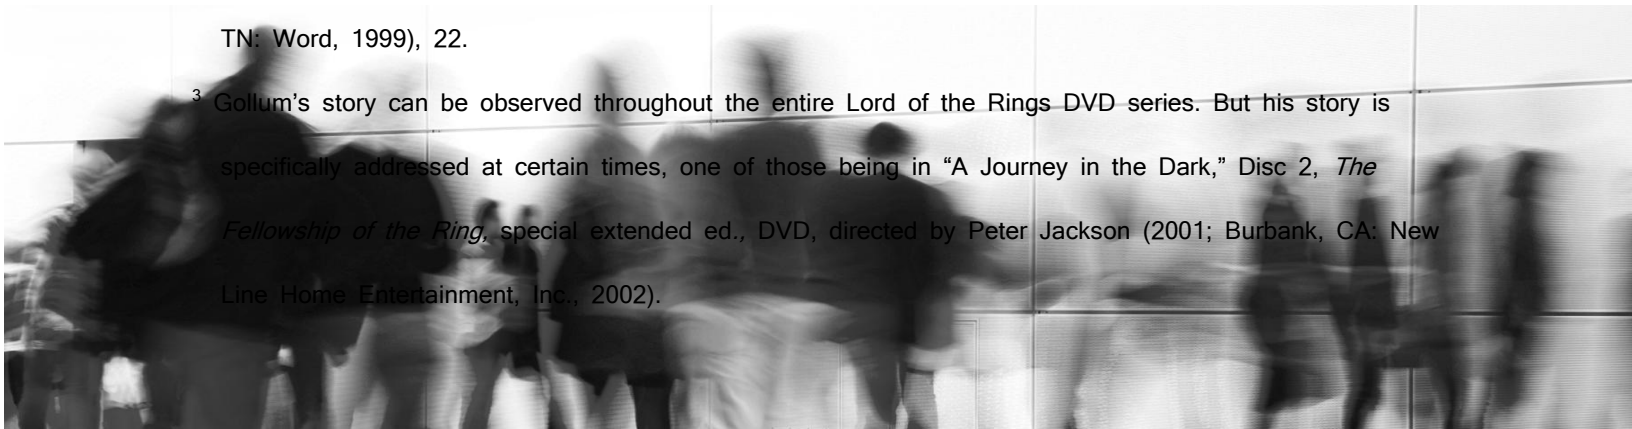 TN: Word, 1999), 22.
3 Gollum’s story can be observed throughout the entire Lord of the Rings DVD series. But his story is
specifically addressed at certain times, one of those being in “A Journey in the Dark,” Disc 2, The
Fellowship of the Ring, special extended ed., DVD, directed by Peter Jackson (2001; Burbank, CA: New
Line Home Entertainment, Inc., 2002).